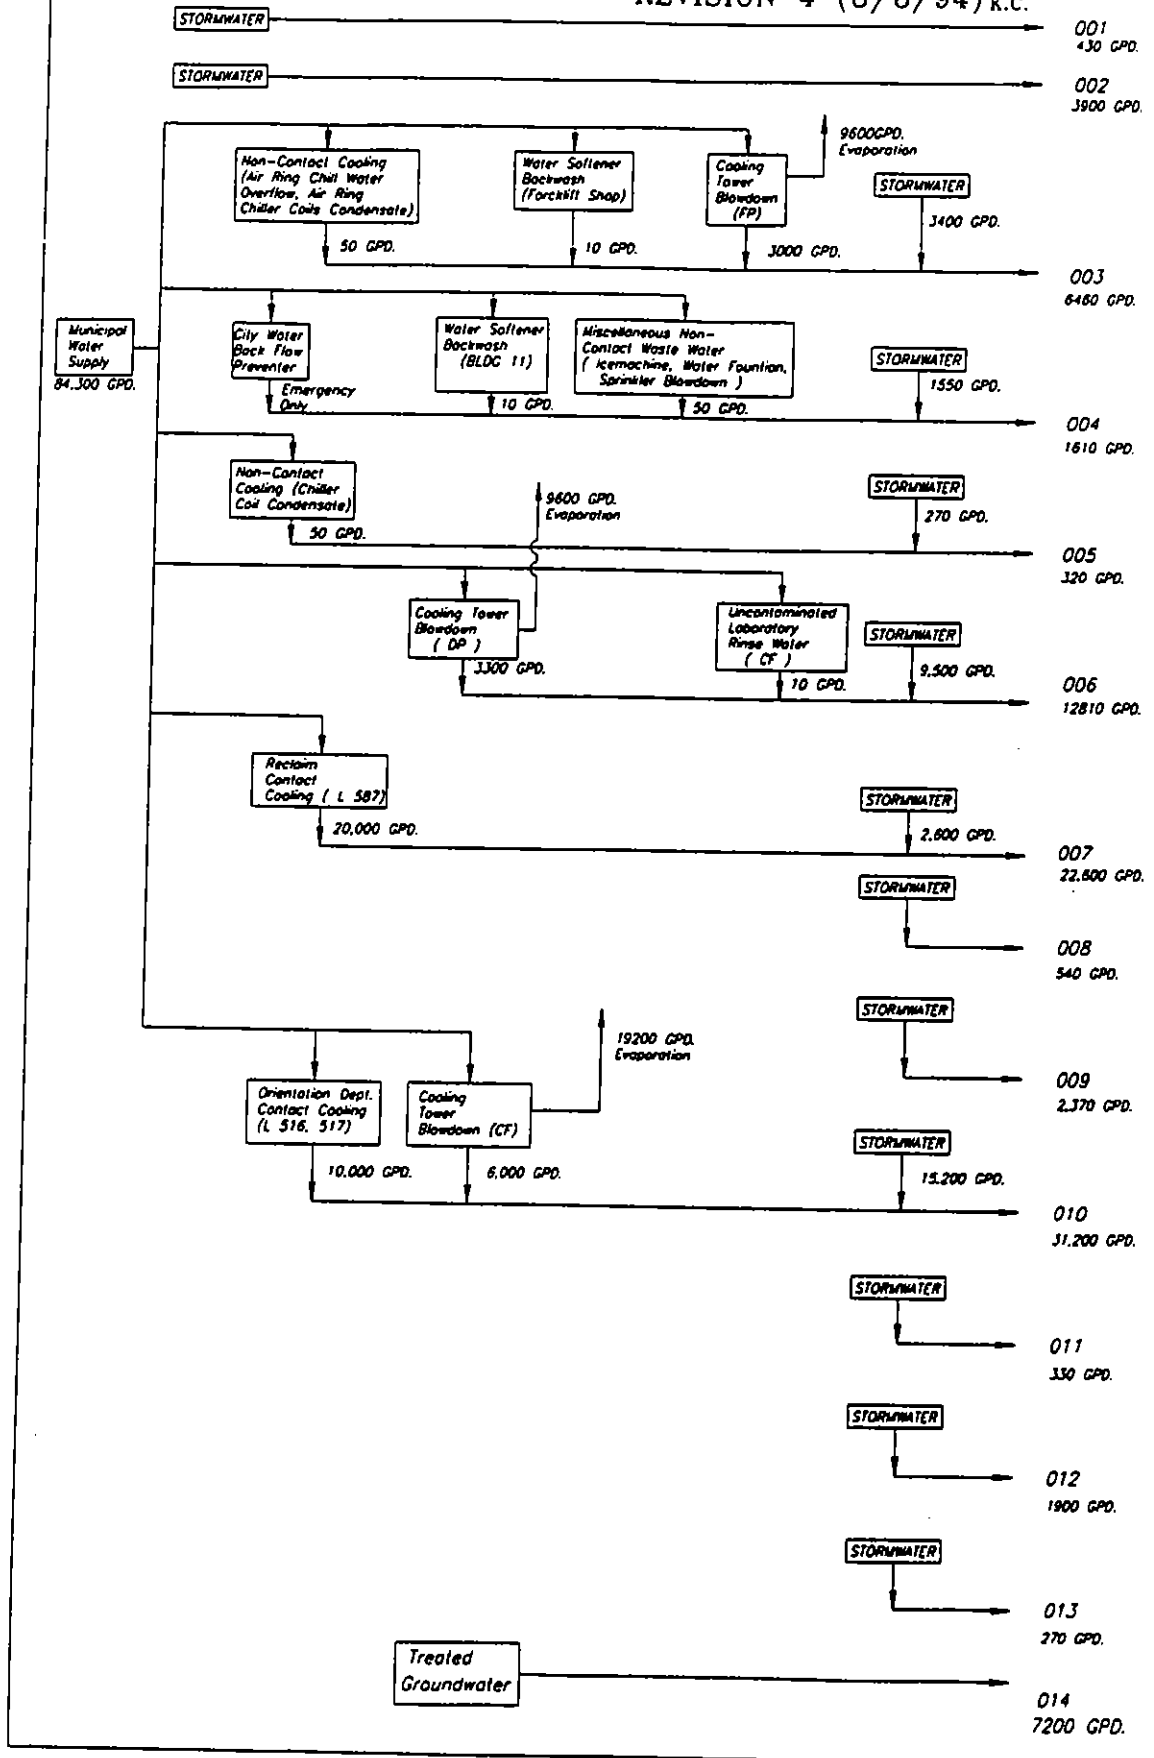 REVISION 4 (8/8/94) K.C.
STORMWATER
001
430 GPD.
STORMWATER
002
3900 GPD.
9600GPD.
Evaporation
Non-Contact Cooling
(Air Ring Chill Water
Overflow, Air Ring
Chiller Coils Condensate)
50 GPD.
Water Softener
Backwash
(Forcklift Shop)
10 GPD.
Cooling
Tower
Blowdown
(FP)
3000 GPD.
STORMWATER
3400 GPD.
003
6460 GPD.
Municipal
Water
Supply
84,300 GPD.
City Water
Back Flow
Preventer
Emergency
Only
Water Softener
Backwash
(BLDG 11)
10 GPD.
Miscellaneous Non-
Contact Waste Water
( Icemachine, Water Fountian,
Sprinkler Blowdown )
50 GPD.
STORMWATER
1550 GPD.
004
1610 GPD.
Non-Contact
Cooling (Chiller
Coil Condensate)
50 GPD.
9600 GPD.
Evaporation
STORMWATER
270 GPD.
005
320 GPD.
Cooling Tower
Blowdown
( DP )
3300 GPD.
Uncontaminated
Laboratory
Rinse Water
( CF )
10 GPD.
STORMWATER
9,500 GPD.
006
12810 GPD.
Reclaim
Contact
Cooling ( L 587)
20,000 GPD.
STORMWATER
2,600 GPD.
007
22,600 GPD.
STORMWATER
008
540 GPD.
STORMWATER
009
2,370 GPD.
19200 GPD.
Evaporation
Orientation Dept.
Contact Cooling
(L 516, 517)
10,000 GPD.
Cooling
Tower
Blowdown (CF)
6,000 GPD.
STORMWATER
15,200 GPD.
010
31,200 GPD.
STORMWATER
011
330 GPD.
STORMWATER
012
1900 GPD.
STORMWATER
013
270 GPD.
Treated
Groundwater
014
7200 GPD.